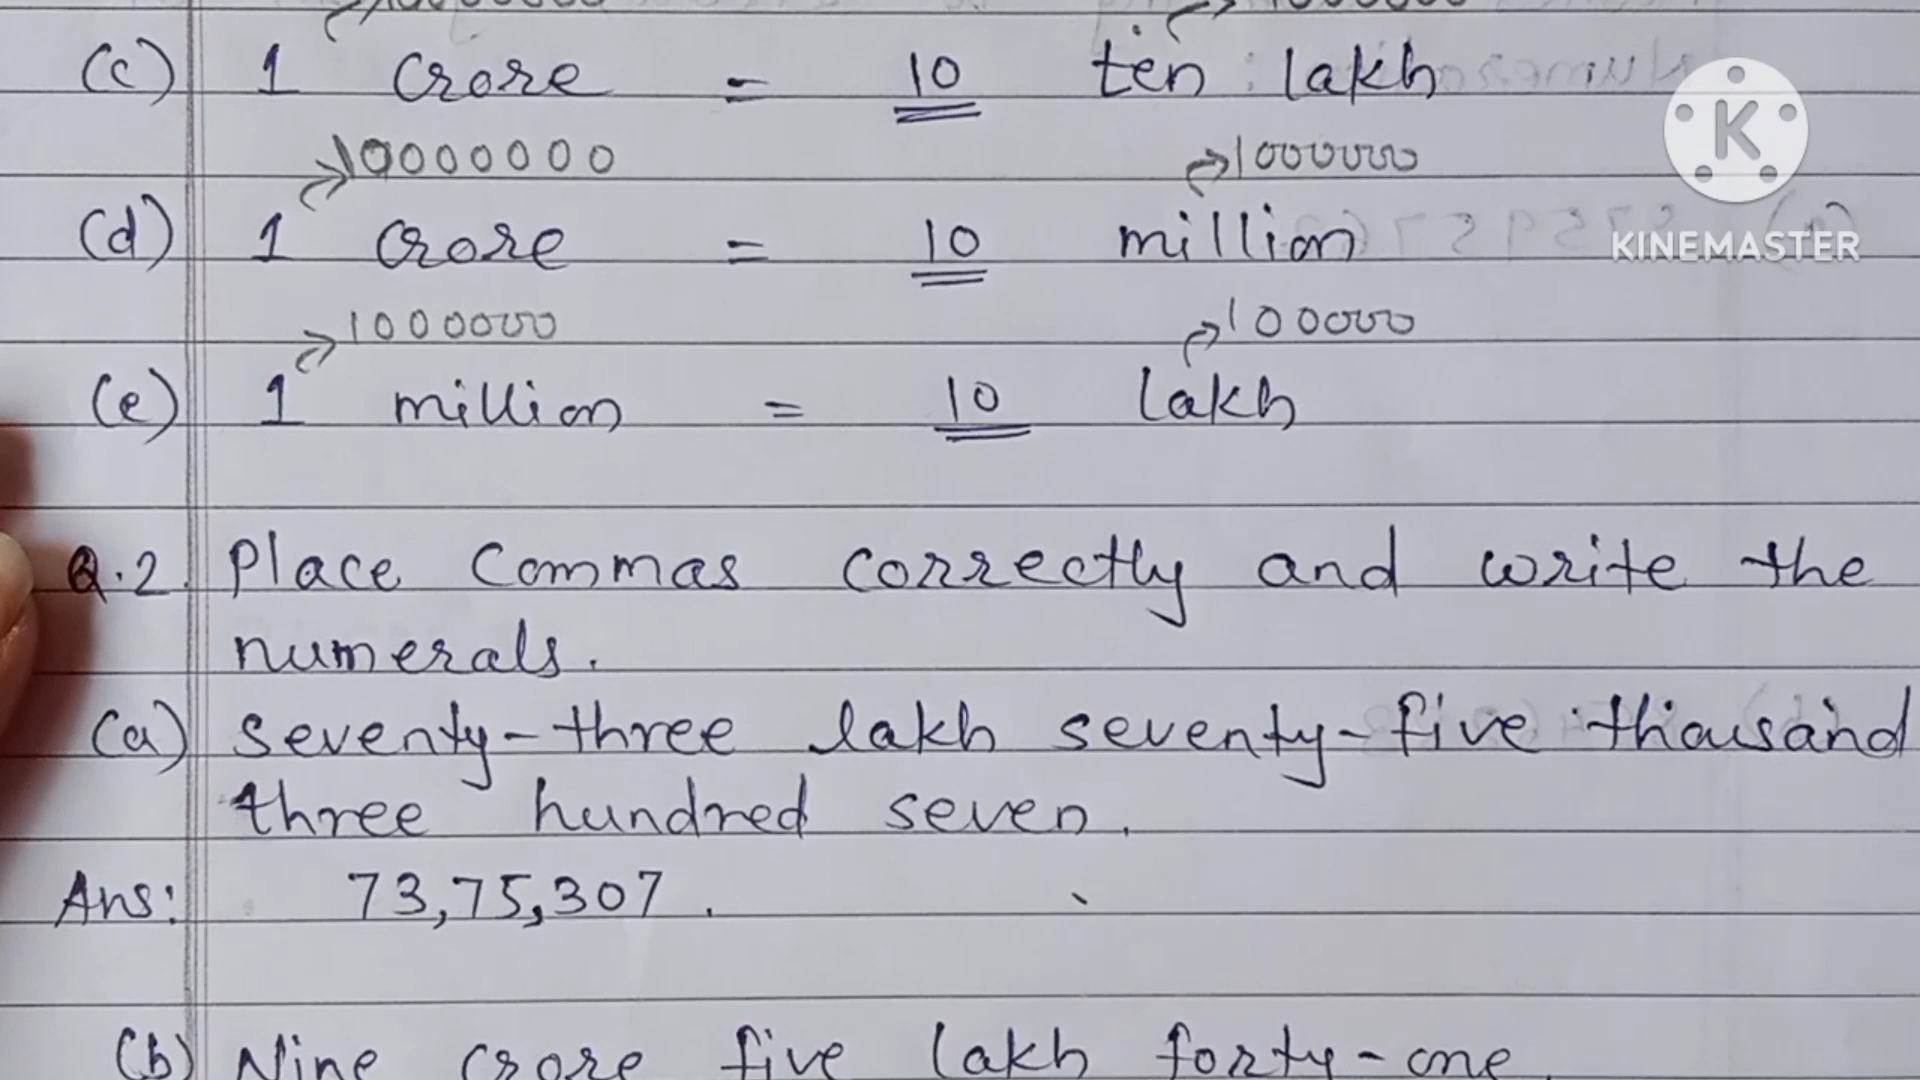 (c) 1 crore = 10 ten lakh
10000000 1000000
(d) 1 crore = 10 million
1000000 100000
(e) 1 million = 10 lakh
Q.2. Place Commas correctly and write the
numerals.
(a) seventy-three lakh seventy-five thousand
three hundred seven.
Ans: 73,75,307.
(b) Nine crore five lakh forty-one
K
KINEMASTER